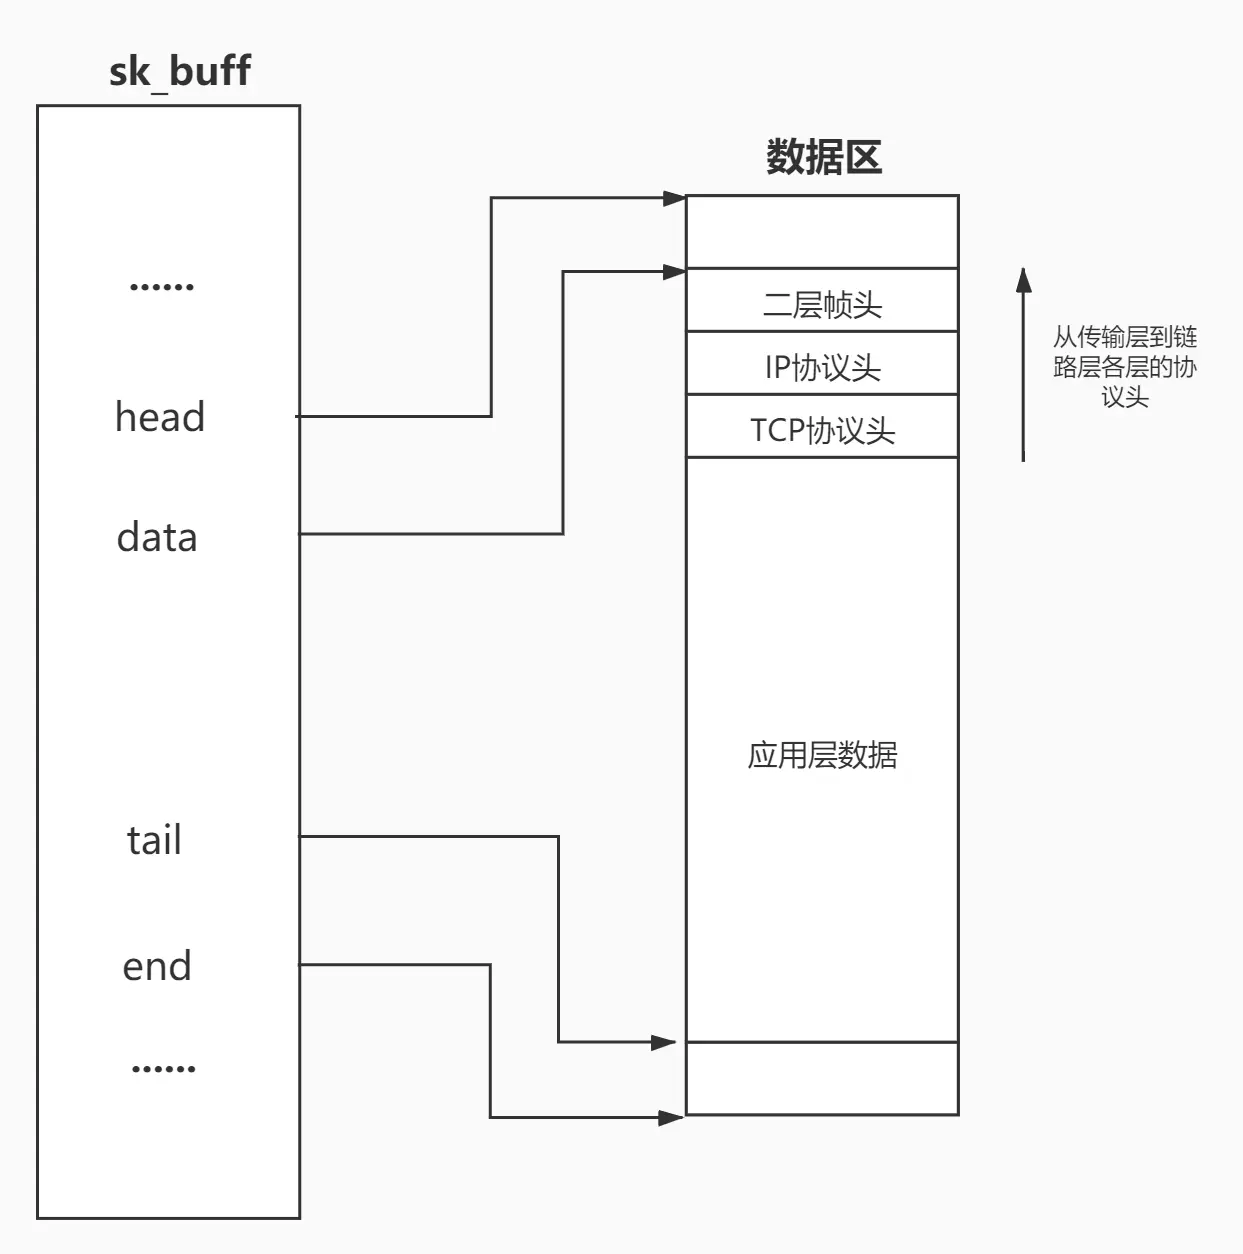 sk_buff
数据区
......
head
data
tail
end
......
二层帧头
IP协议头
TCP协议头
应用层数据
从传输层到链
路层各层的协
议头